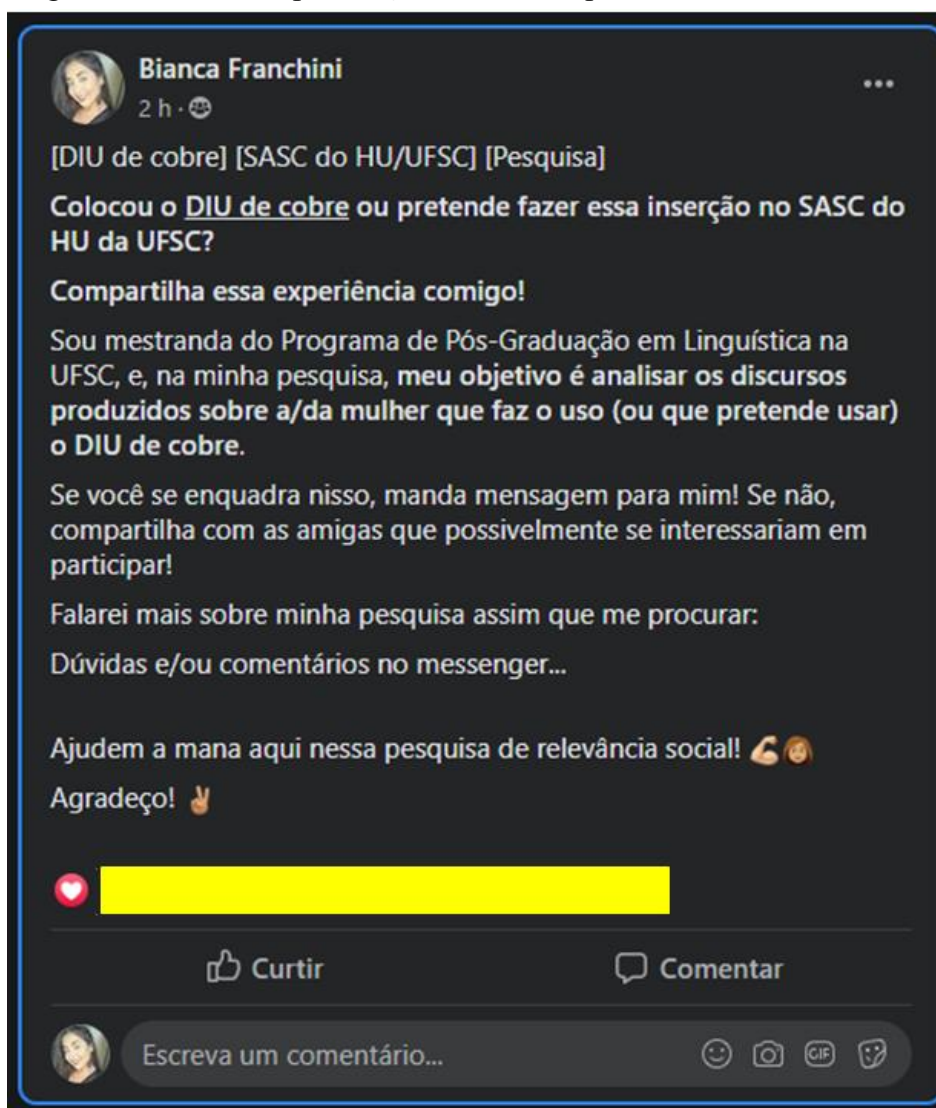 Bianca Franchini
2 h ·
[DIU de cobre] [SASC do HU/UFSC] [Pesquisa]
Colocou o DIU de cobre ou pretende fazer essa inserção no SASC do
HU da UFSC?
Compartilha essa experiência comigo!
Sou mestranda do Programa de Pós-Graduação em Linguística na
UFSC, e, na minha pesquisa, meu objetivo é analisar os discursos
produzidos sobre a/da mulher que faz o uso (ou que pretende usar)
o DIU de cobre.
Se você se enquadra nisso, manda mensagem para mim! Se não,
compartilha com as amigas que possivelmente se interessariam em
participar!
Falarei mais sobre minha pesquisa assim que me procurar:
Dúvidas e/ou comentários no messenger...
Ajudem a mana aqui nessa pesquisa de relevância social! 💪👩
Agradeço! ✌
Curtir
Comentar
Escreva um comentário...
GIF